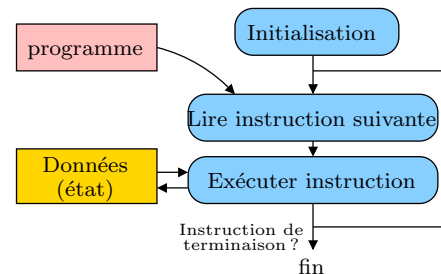 Initialisation
programme
Lire instruction suivante
Données
(état)
Exécuter instruction
Instruction de
terminaison ?
fin